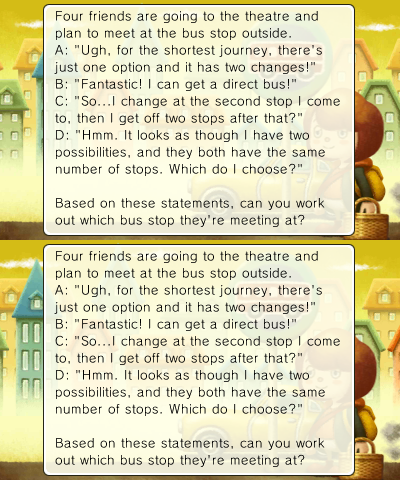 Four friends are going to the theatre and
plan to meet at the bus stop outside.
A: "Ugh, for the shortest journey, there's
just one option and it has two changes!"
B: "Fantastic! I can get a direct bus!"
C: "So...I change at the second stop I come
to, then I get off two stops after that?"
D: "Hmm. It looks as though I have two
possibilities, and they both have the same
number of stops. Which do I choose?"
Based on these statements, can you work
out which bus stop they're meeting at?
Four friends are going to the theatre and
plan to meet at the bus stop outside.
A: "Ugh, for the shortest journey, there's
just one option and it has two changes!"
B: "Fantastic! I can get a direct bus!"
C: "So...I change at the second stop I come
to, then I get off two stops after that?"
D: "Hmm. It looks as though I have two
possibilities, and they both have the same
number of stops. Which do I choose?"
Based on these statements, can you work
out which bus stop they're meeting at?